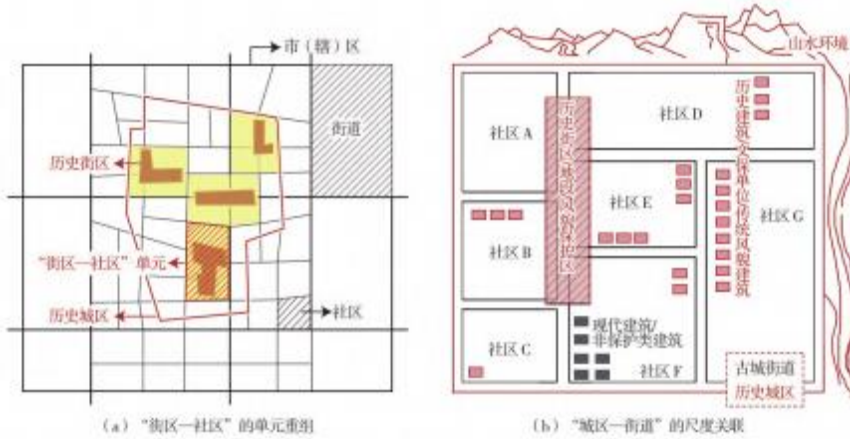 市（辖）区
街道
历史街区
“街区—社区”单元
历史城区
社区
（a）“街区—社区”的单元重组
山水环境
社区 A
社区 D
历史街区或段风貌保护区
历史建筑/文保单位/传统风貌建筑
社区 E
社区 G
社区 B
现代建筑/
非保护类建筑
社区 C
社区 F
古城街道
历史城区
（b）“城区—街道”的尺度关联